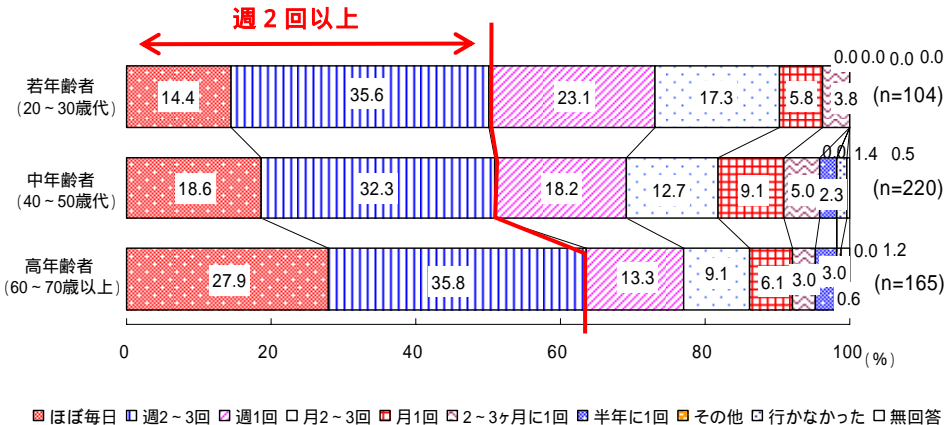 週２回以上
0.0 0.0 0.0 0.0
若年齢者
(20～30歳代)
14.4 35.6 23.1 17.3 5.8 3.8 (n=104)
0.0 1.4 0.5
中年齢者
(40～50歳代)
18.6 32.3 18.2 12.7 9.1 5.0 2.3 (n=220)
0.0 1.2
高年齢者
(60～70歳以上)
27.9 35.8 13.3 9.1 6.1 3.0 3.0 (n=165)
0.6
0 20 40 60 80 100 (%)
ほぼ毎日 週2～3回 週1回 月2～3回 月1回 2～3ヶ月に1回 半年に1回 その他 行かなかった 無回答